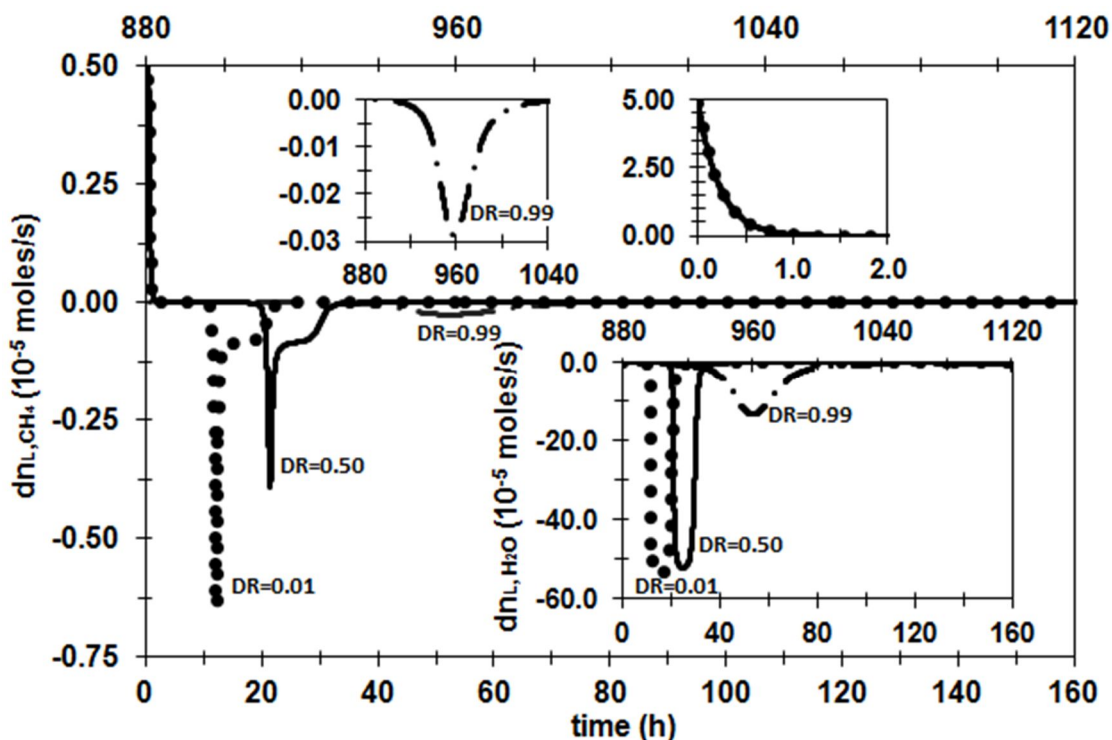 880 960 1040 1120
0.50
0.25
0.00
-0.25
-0.50
-0.75
dnL,CH4 (10-5 moles/s)
0.00
-0.01
-0.02
-0.03
DR=0.99
880 960 1040
5.00
2.50
0.00
0.0 1.0 2.0
DR=0.99
DR=0.50
DR=0.01
880 960 1040 1120
0.0
-20.0
-40.0
-60.0
dnL, H2O (10-5 moles/s)
DR=0.99
DR=0.50
DR=0.01
0 40 80 120 160
0 20 40 60 80 100 120 140 160
time (h)